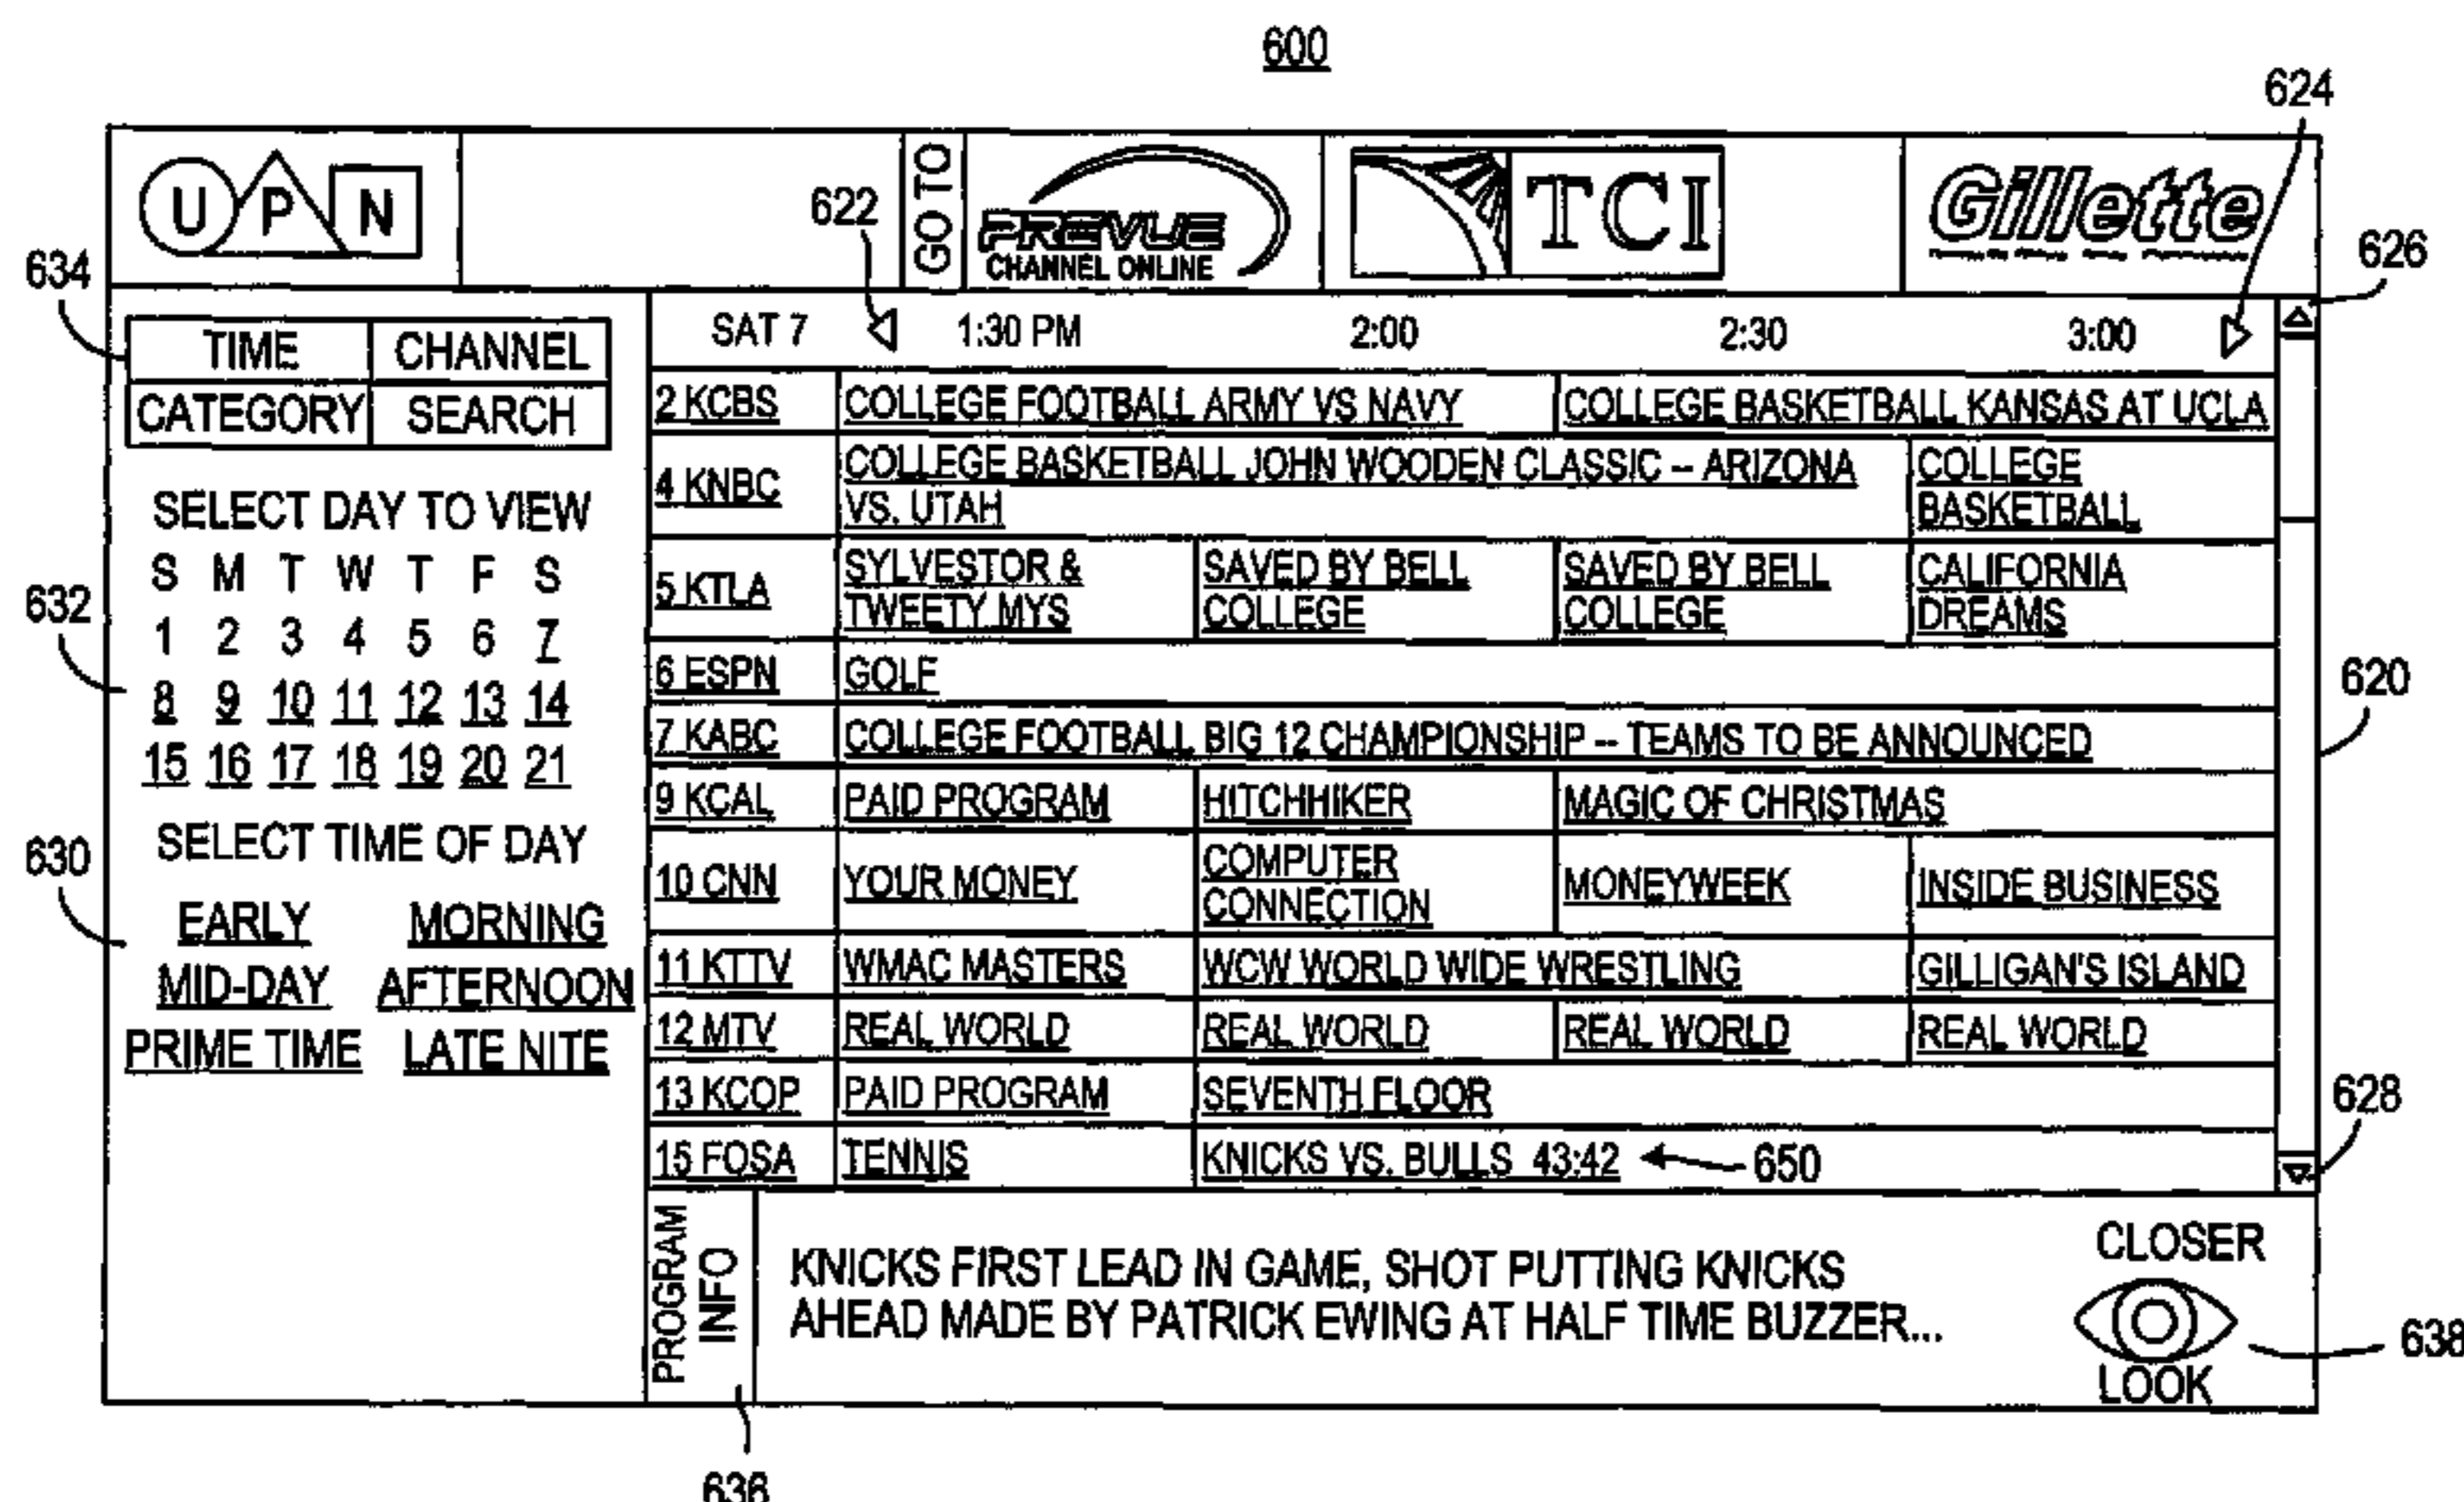 600
624
U P N
GO TO
PREVUE
CHANNEL ONLINE
TCI
Gillette
622
626
634
TIME CHANNEL
CATEGORY SEARCH
SELECT DAY TO VIEW
S M T W T F S
1 2 3 4 5 6 7
8 9 10 11 12 13 14
15 16 17 18 19 20 21
632
SELECT TIME OF DAY
630
EARLY MORNING
MID-DAY AFTERNOON
PRIME TIME LATE NITE
SAT 7 1:30 PM 2:00 2:30 3:00
2 KCBS COLLEGE FOOTBALL ARMY VS NAVY COLLEGE BASKETBALL KANSAS AT UCLA
4 KNBC COLLEGE BASKETBALL JOHN WOODEN CLASSIC -- ARIZONA
VS. UTAH
COLLEGE
BASKETBALL
5 KTLA
SYLVESTOR &
TWEETY MYS
SAVED BY BELL
COLLEGE
SAVED BY BELL
COLLEGE
CALIFORNIA
DREAMS
6 ESPN GOLF
620
7 KABC COLLEGE FOOTBALL BIG 12 CHAMPIONSHIP -- TEAMS TO BE ANNOUNCED
9 KCAL PAID PROGRAM HITCHHIKER MAGIC OF CHRISTMAS
10 CNN YOUR MONEY
COMPUTER
CONNECTION
MONEYWEEK INSIDE BUSINESS
11 KTTV WMAC MASTERS WCW WORLD WIDE WRESTLING GILLIGAN'S ISLAND
12 MTV REAL WORLD REAL WORLD REAL WORLD REAL WORLD
13 KCOP PAID PROGRAM SEVENTH FLOOR
628
15 FOSA TENNIS KNICKS VS. BULLS 43:42 650
PROGRAM
INFO
KNICKS FIRST LEAD IN GAME, SHOT PUTTING KNICKS
AHEAD MADE BY PATRICK EWING AT HALF TIME BUZZER...
CLOSER
LOOK
638
636